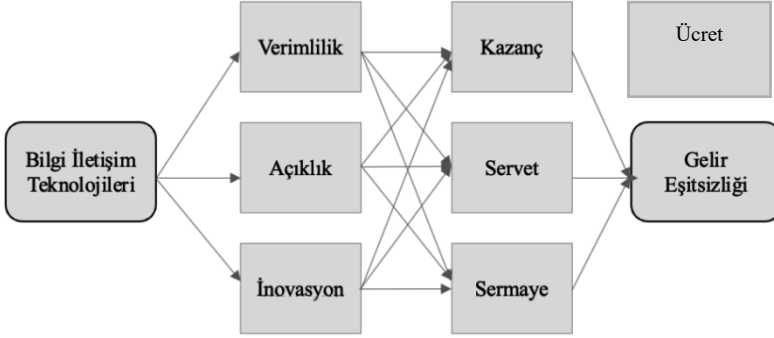 Verimlilik
Kazanç
Ücret
Bilgi İletişim
Teknolojileri
Açıklık
Servet
Gelir
Eşitsizliği
İnovasyon
Sermaye